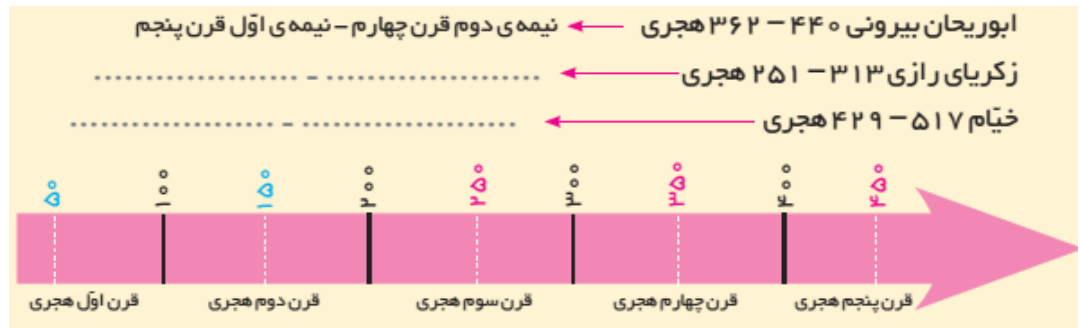 ابوریحان بیرونی ۴۴۰ – ۳۶۲ هجری ← نیمه‌ی دوم قرن چهارم – نیمه‌ی اوّل قرن پنجم
زکریای رازی ۳۱۳ – ۲۵۱ هجری ← ..................... – .....................
خیّام ۵۱۷ – ۴۲۹ هجری ← ..................... – .....................
۵۰ ۱۰۰ ۱۵۰ ۲۰۰ ۲۵۰ ۳۰۰ ۳۵۰ ۴۰۰ ۴۵۰
قرن اوّل هجری قرن دوم هجری قرن سوم هجری قرن چهارم هجری قرن پنجم هجری